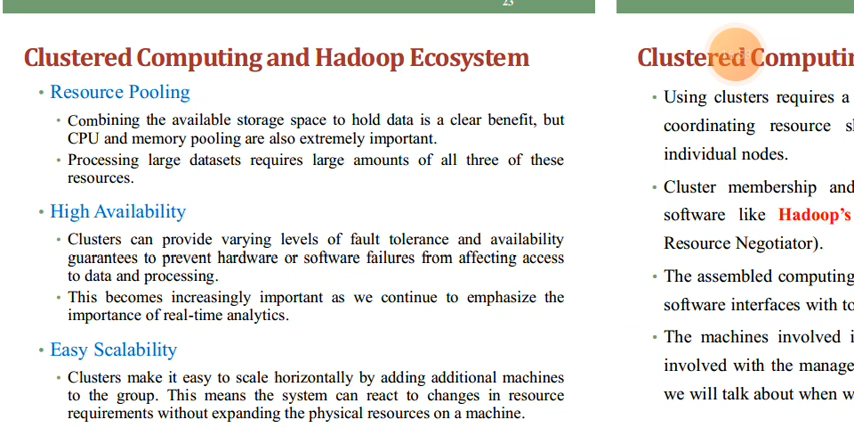 23
Clustered Computing and Hadoop Ecosystem
• Resource Pooling
• Combining the available storage space to hold data is a clear benefit, but
CPU and memory pooling are also extremely important.
• Processing large datasets requires large amounts of all three of these
resources.
• High Availability
• Clusters can provide varying levels of fault tolerance and availability
guarantees to prevent hardware or software failures from affecting access
to data and processing.
• This becomes increasingly important as we continue to emphasize the
importance of real-time analytics.
• Easy Scalability
• Clusters make it easy to scale horizontally by adding additional machines
to the group. This means the system can react to changes in resource
requirements without expanding the physical resources on a machine.
Clustered
• Using clusters requires a
coordinating resource
individual nodes.
• Cluster membership and
software like Hadoop's
Resource Negotiator).
• The assembled computing
software interfaces with
• The machines involved
involved with the
we will talk about when